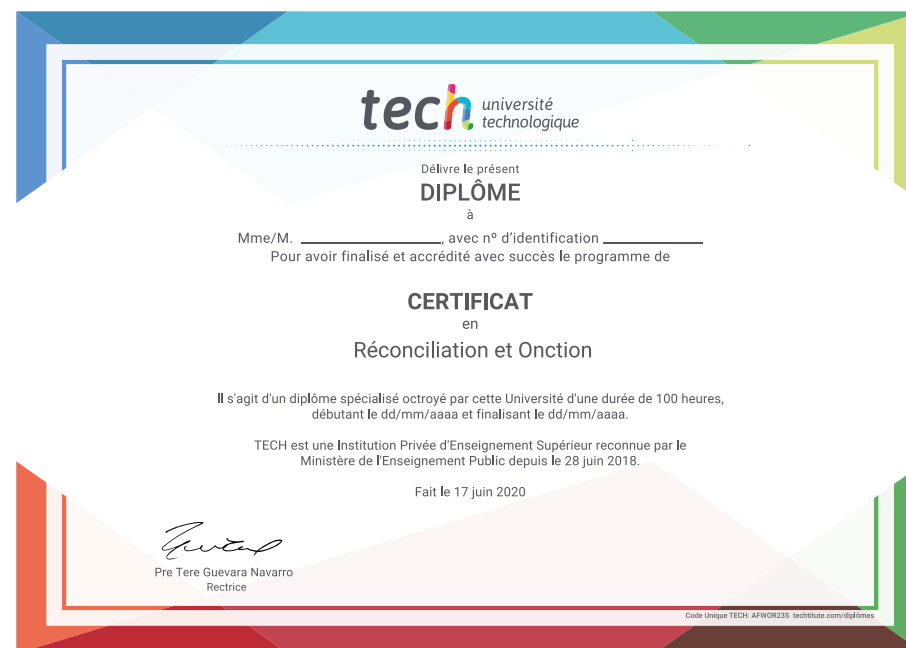 tech université
technologique
Délivre le présent
DIPLÔME
à
Mme/M. ____________________, avec nº d'identification ______________
Pour avoir finalisé et accrédité avec succès le programme de
CERTIFICAT
en
Réconciliation et Onction
Il s'agit d'un diplôme spécialisé octroyé par cette Université d'une durée de 100 heures,
débutant le dd/mm/aaaa et finalisant le dd/mm/aaaa.
TECH est une Institution Privée d'Enseignement Supérieur reconnue par le
Ministère de l'Enseignement Public depuis le 28 juin 2018.
Fait le 17 juin 2020
Pre Tere Guevara Navarro
Rectrice
Code Unique TECH: AFWOR23S techtitute.com/diplômes